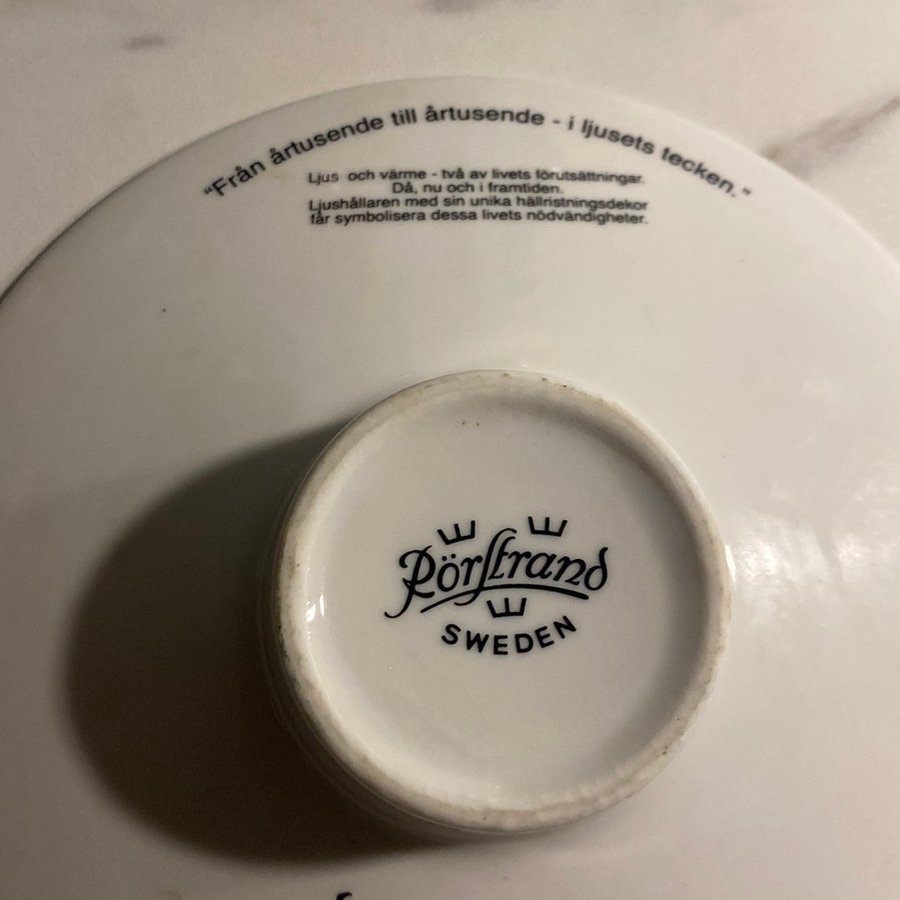 "Från årtusende till årtusende - i ljusets tecken."
Ljus och värme - två av livets förutsättningar.
Då, nu och i framtiden.
Ljushållaren med sin unika hällristningsdekor
får symbolisera dessa livets nödvändigheter.
Rörstrand
SWEDEN